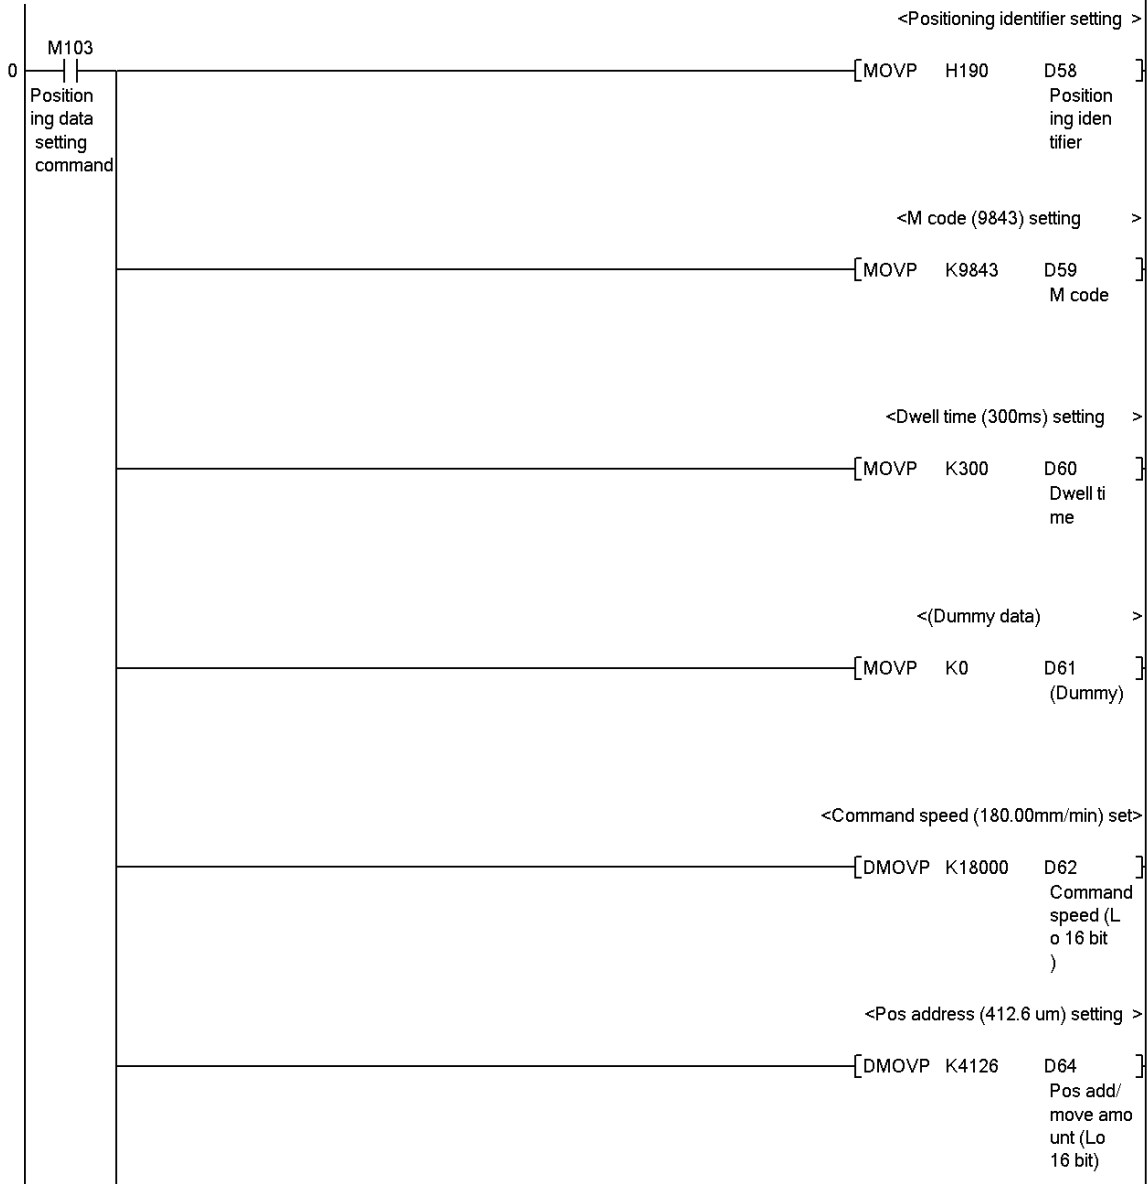 <Positioning identifier setting >
M103
0
[MOVP H190 D58 ]
Position
ing data
setting
command
Position
ing iden
tifier
<M code (9843) setting >
[MOVP K9843 D59 ]
M code
<Dwell time (300ms) setting >
[MOVP K300 D60 ]
Dwell ti
me
<(Dummy data) >
[MOVP K0 D61 ]
(Dummy)
<Command speed (180.00mm/min) set>
[DMOVP K18000 D62 ]
Command
speed (L
o 16 bit
)
<Pos address (412.6 um) setting >
[DMOVP K4126 D64 ]
Pos add/
move amo
unt (Lo
16 bit)